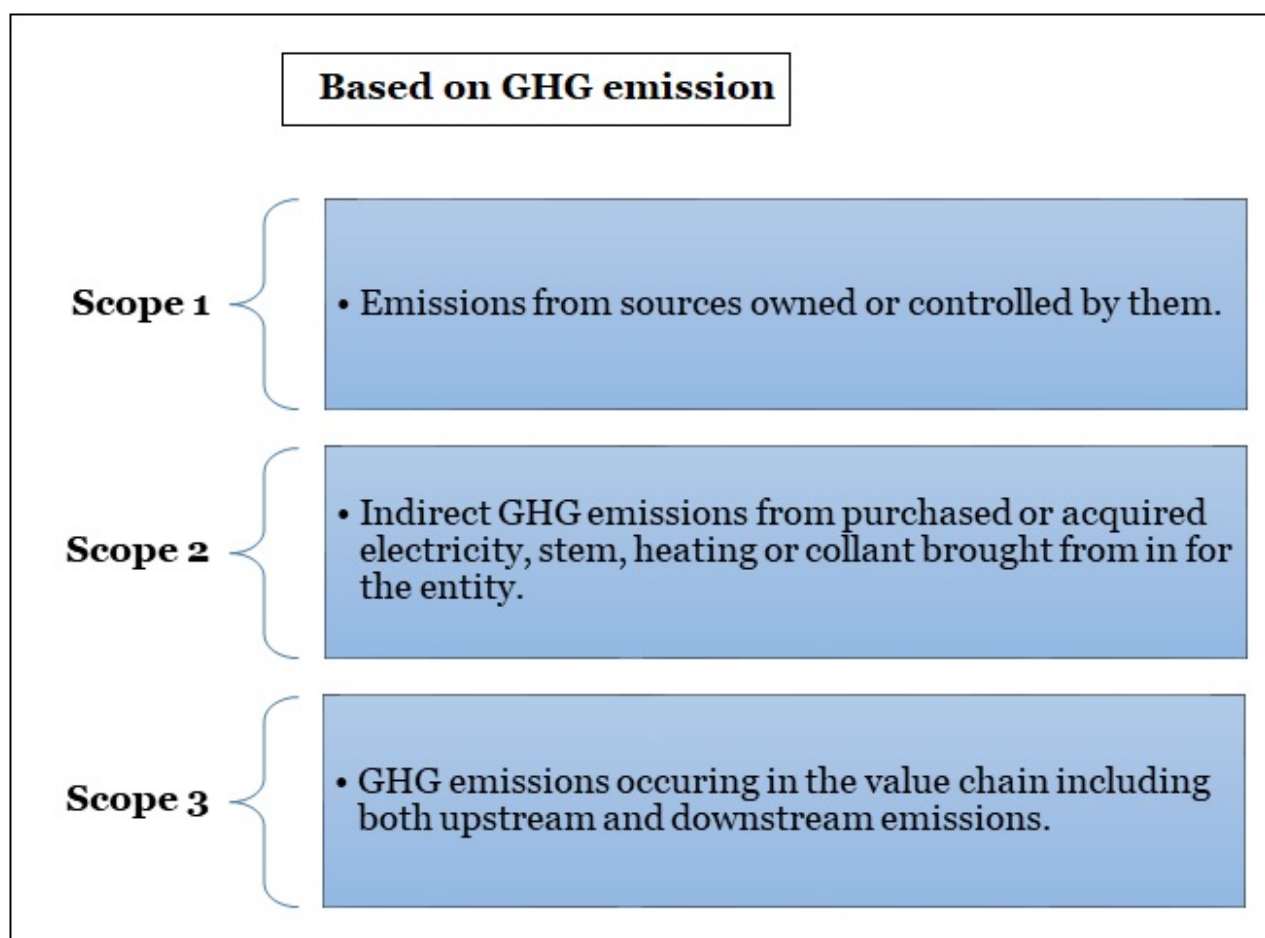 Based on GHG emission
Scope 1
• Emissions from sources owned or controlled by them.
Scope 2
• Indirect GHG emissions from purchased or acquired
electricity, stem, heating or collant brought from in for
the entity.
Scope 3
• GHG emissions occuring in the value chain including
both upstream and downstream emissions.